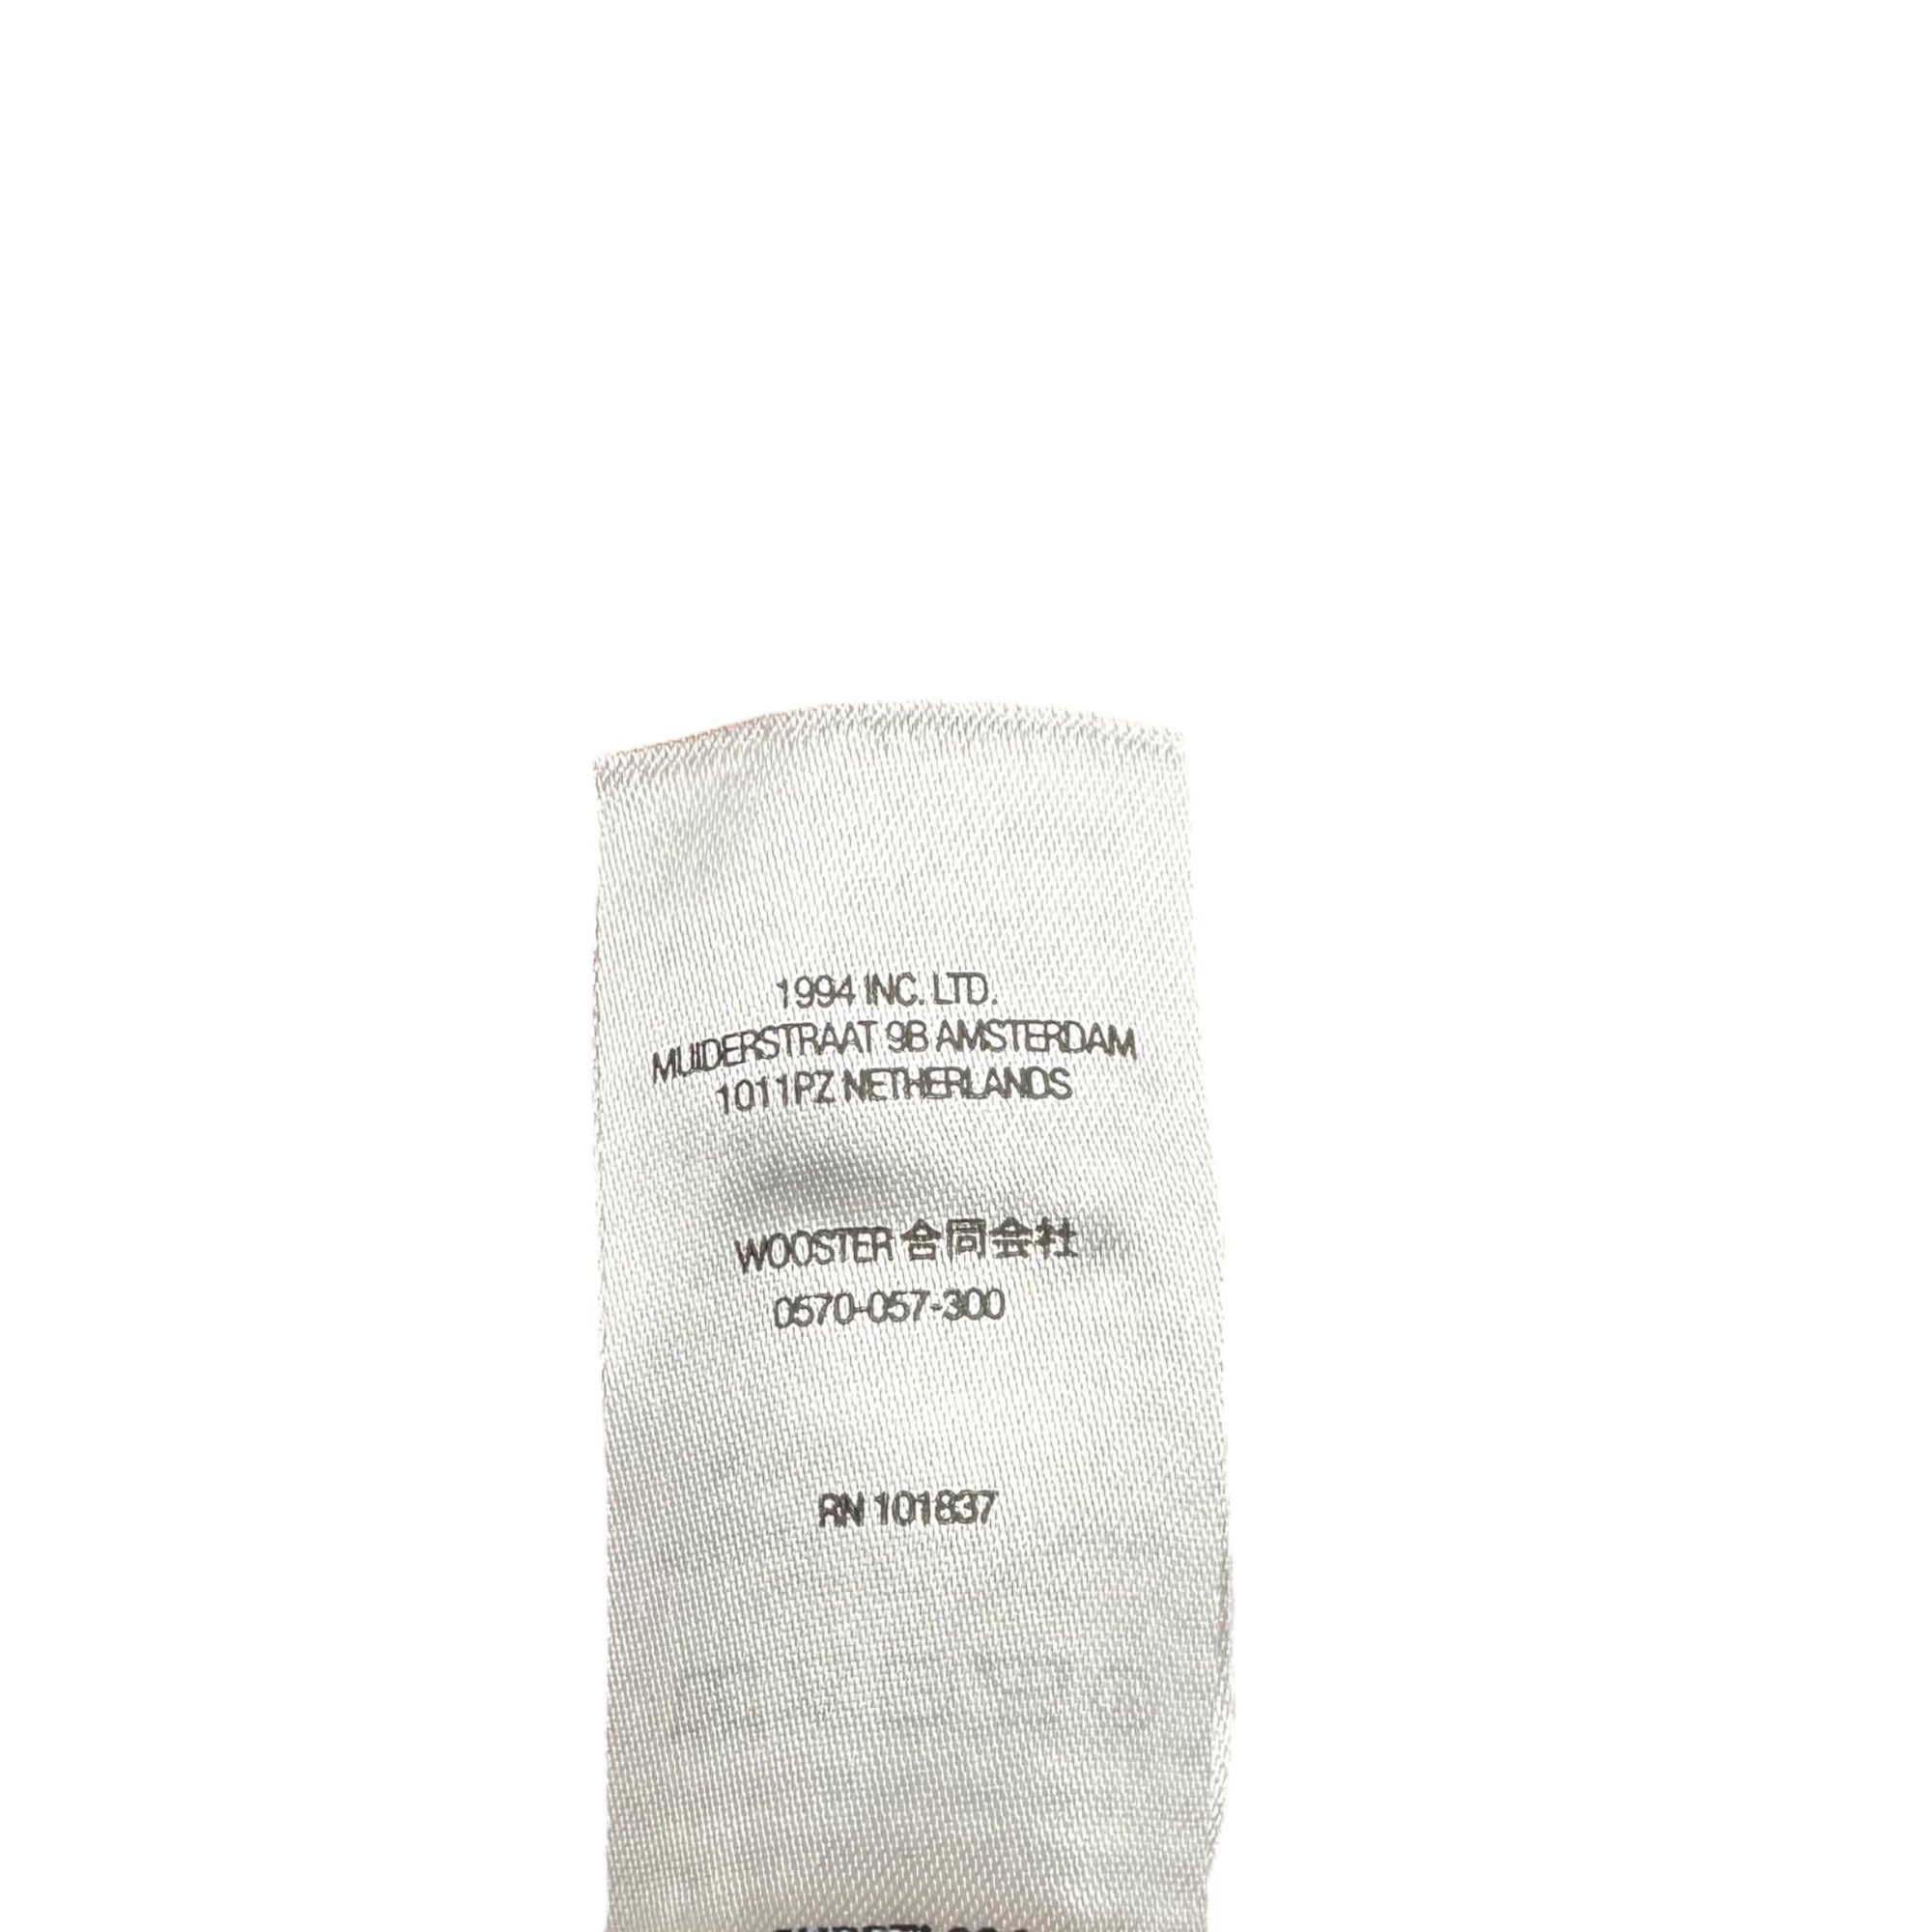 1994 INC. LTD.
MUIDERSTRAAT 9B AMSTERDAM
1011PZ NETHERLANDS
WOOSTER 合同会社
0570-057-300
RN 101837